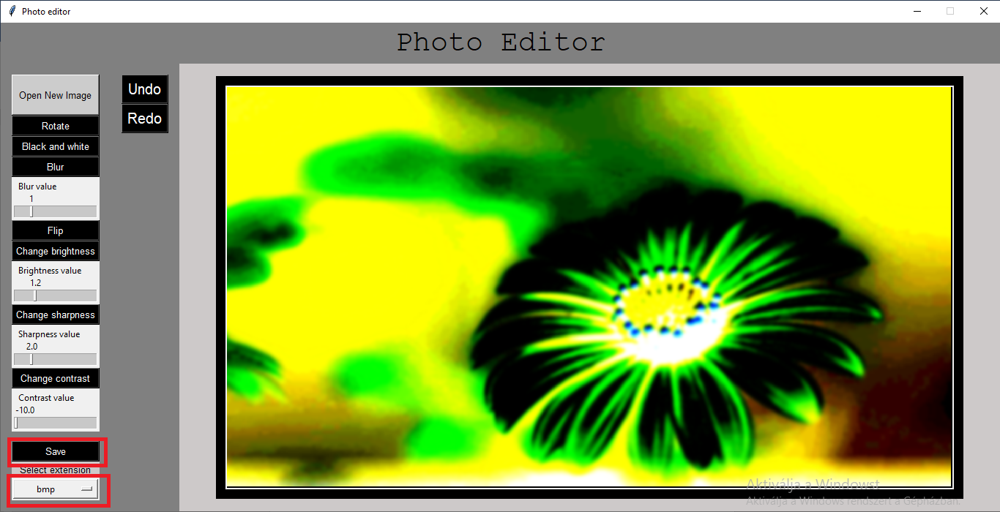 Photo editor
Photo Editor
Open New Image
Undo
Redo
Rotate
Black and white
Blur
Blur value
1
Flip
Change brightness
Brightness value
1.2
Change sharpness
Sharpness value
2.0
Change contrast
Contrast value
-10.0
Save
Select extension
bmp
Aktiválja a Windowst
Aktiválja a Windows rendszert a Gépházban.